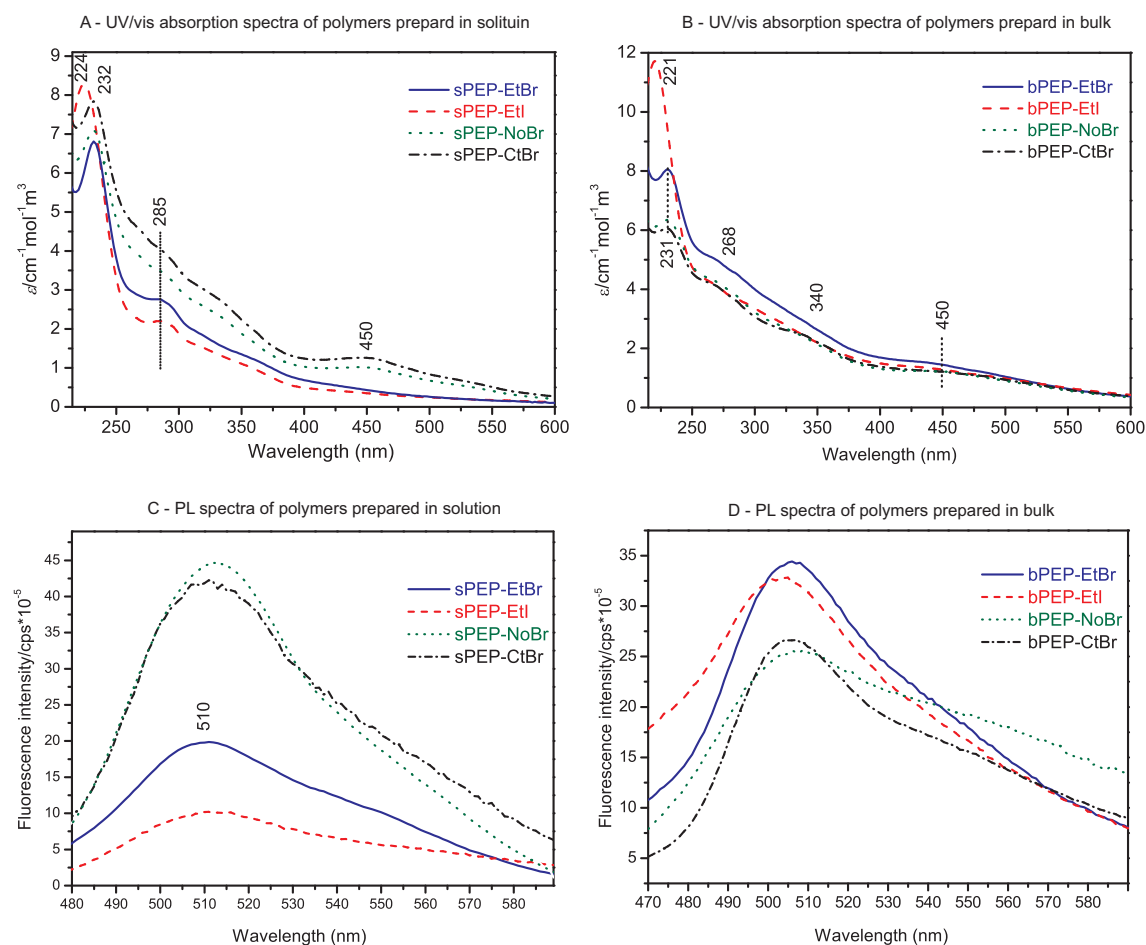 A - UV/vis absorption spectra of polymers prepard in solituin
9
8
7
6
5
4
3
2
1
0
ε/cm⁻¹mol⁻¹m³
224
232
285
450
sPEP-EtBr
sPEP-EtI
sPEP-NoBr
sPEP-CtBr
250 300 350 400 450 500 550 600
Wavelength (nm)
B - UV/vis absorption spectra of polymers prepard in bulk
12
10
8
6
4
2
0
ε/cm⁻¹mol⁻¹m³
221
231
268
340
450
bPEP-EtBr
bPEP-EtI
bPEP-NoBr
bPEP-CtBr
250 300 350 400 450 500 550 600
Wavelength (nm)
C - PL spectra of polymers prepared in solution
45
40
35
30
25
20
15
10
5
0
Fluorescence intensity/cps*10⁻⁵
510
sPEP-EtBr
sPEP-EtI
sPEP-NoBr
sPEP-CtBr
480 490 500 510 520 530 540 550 560 570 580
Wavelength (nm)
D - PL spectra of polymers prepared in bulk
35
30
25
20
15
10
5
Fluorescence intensity/cps*10⁻⁵
bPEP-EtBr
bPEP-EtI
bPEP-NoBr
bPEP-CtBr
470 480 490 500 510 520 530 540 550 560 570 580
Wavelength (nm)